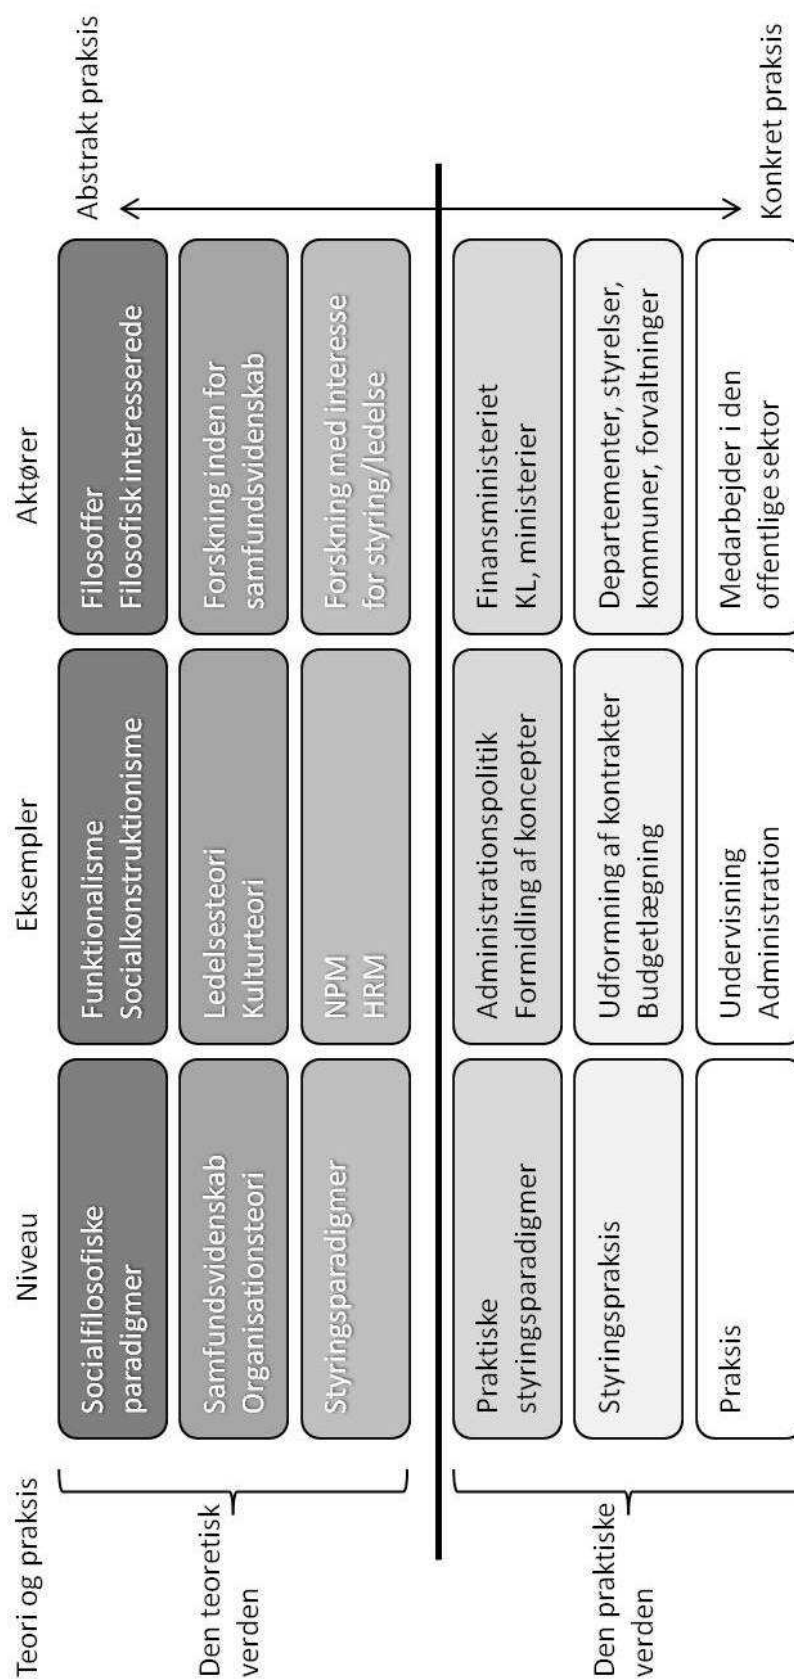 Teori og praksis
Niveau
Eksempler
Aktører
Abstrakt praksis
Den teoretisk
verden
Socialfilosofiske
paradigmer
Funktionalisme
Socialkonstruktionisme
Filosoffer
Filosofisk interesserede
Samfundsvidenskab
Organisationsteori
Ledelsesteori
Kulturteori
Forskning inden for
samfundsvidenskab
Styringsparadigmer
NPM
HRM
Forskning med interesse
for styring/ledelse
Den praktiske
verden
Praktiske
styringsparadigmer
Administrationspolitik
Formidling af koncepter
Finansministeriet
KL, ministerier
Styringspraksis
Udformning af kontrakter
Budgetlægning
Departementer, styrelser,
kommuner, forvaltninger
Praksis
Undervisning
Administration
Medarbejder i den
offentlige sektor
Konkret praksis